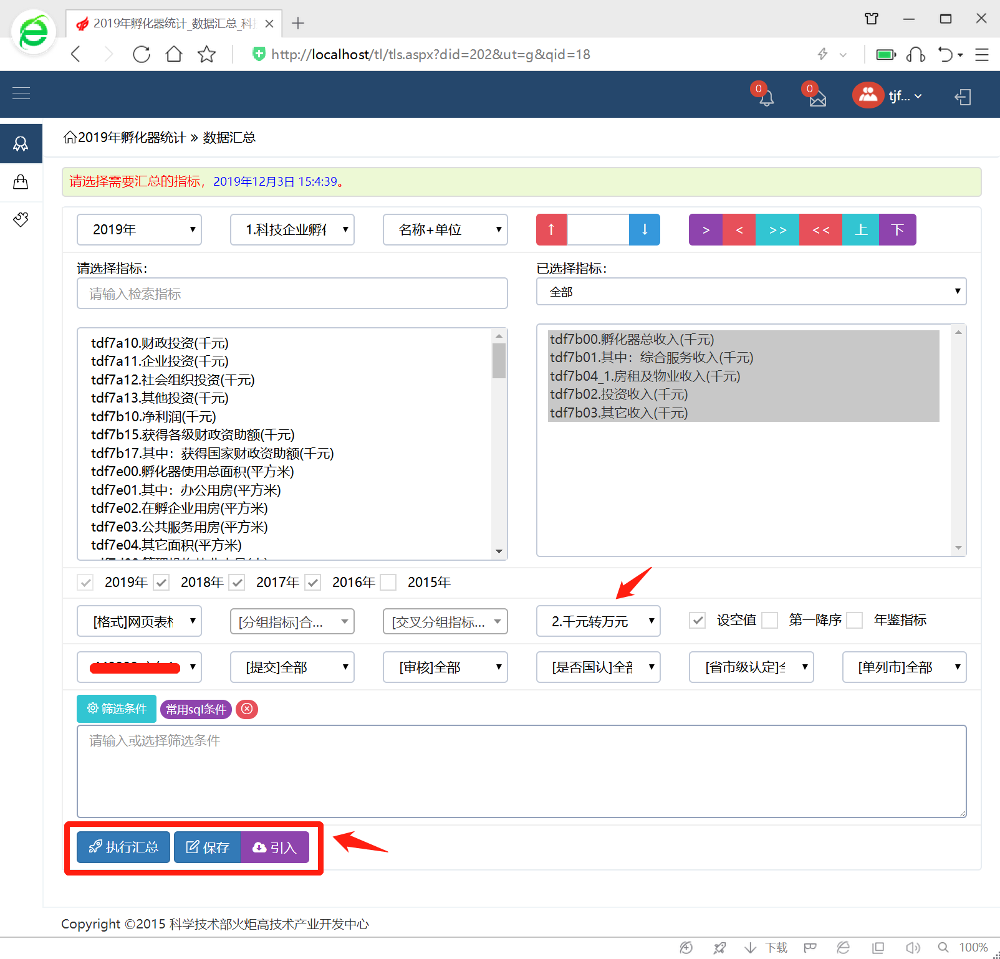 2019年孵化器统计_数据汇总_科
http://localhost/tl/tls.aspx?did=202&ut=g&qid=18
0
0
tjf...
2019年孵化器统计 » 数据汇总
请选择需要汇总的指标，2019年12月3日 15:4:39。
2019年
1.科技企业孵
名称+单位
↑
↓
>
<
>>
<<
上
下
请选择指标：
已选择指标：
请输入检索指标
全部
tdf7a10.财政投资(千元)
tdf7a11.企业投资(千元)
tdf7a12.社会组织投资(千元)
tdf7a13.其他投资(千元)
tdf7b10.净利润(千元)
tdf7b15.获得各级财政资助额(千元)
tdf7b17.其中：获得国家财政资助额(千元)
tdf7e00.孵化器使用总面积(平方米)
tdf7e01.其中：办公用房(平方米)
tdf7e02.在孵企业用房(平方米)
tdf7e03.公共服务用房(平方米)
tdf7e04.其它面积(平方米)
tdf7b00.孵化器总收入(千元)
tdf7b01.其中：综合服务收入(千元)
tdf7b04_1.房租及物业收入(千元)
tdf7b02.投资收入(千元)
tdf7b03.其它收入(千元)
2019年 2018年 2017年 2016年 2015年
[格式]网页表格
[分组指标]合...
[交叉分组指标...
2.千元转万元
设空值 第一降序 年鉴指标
[提交]全部
[审核]全部
[是否国认]全部
[省市级认定]全
[单列市]全部
筛选条件
常用sql条件
请输入或选择筛选条件
执行汇总
保存
引入
Copyright ©2015 科学技术部火炬高技术产业开发中心
下载
100%